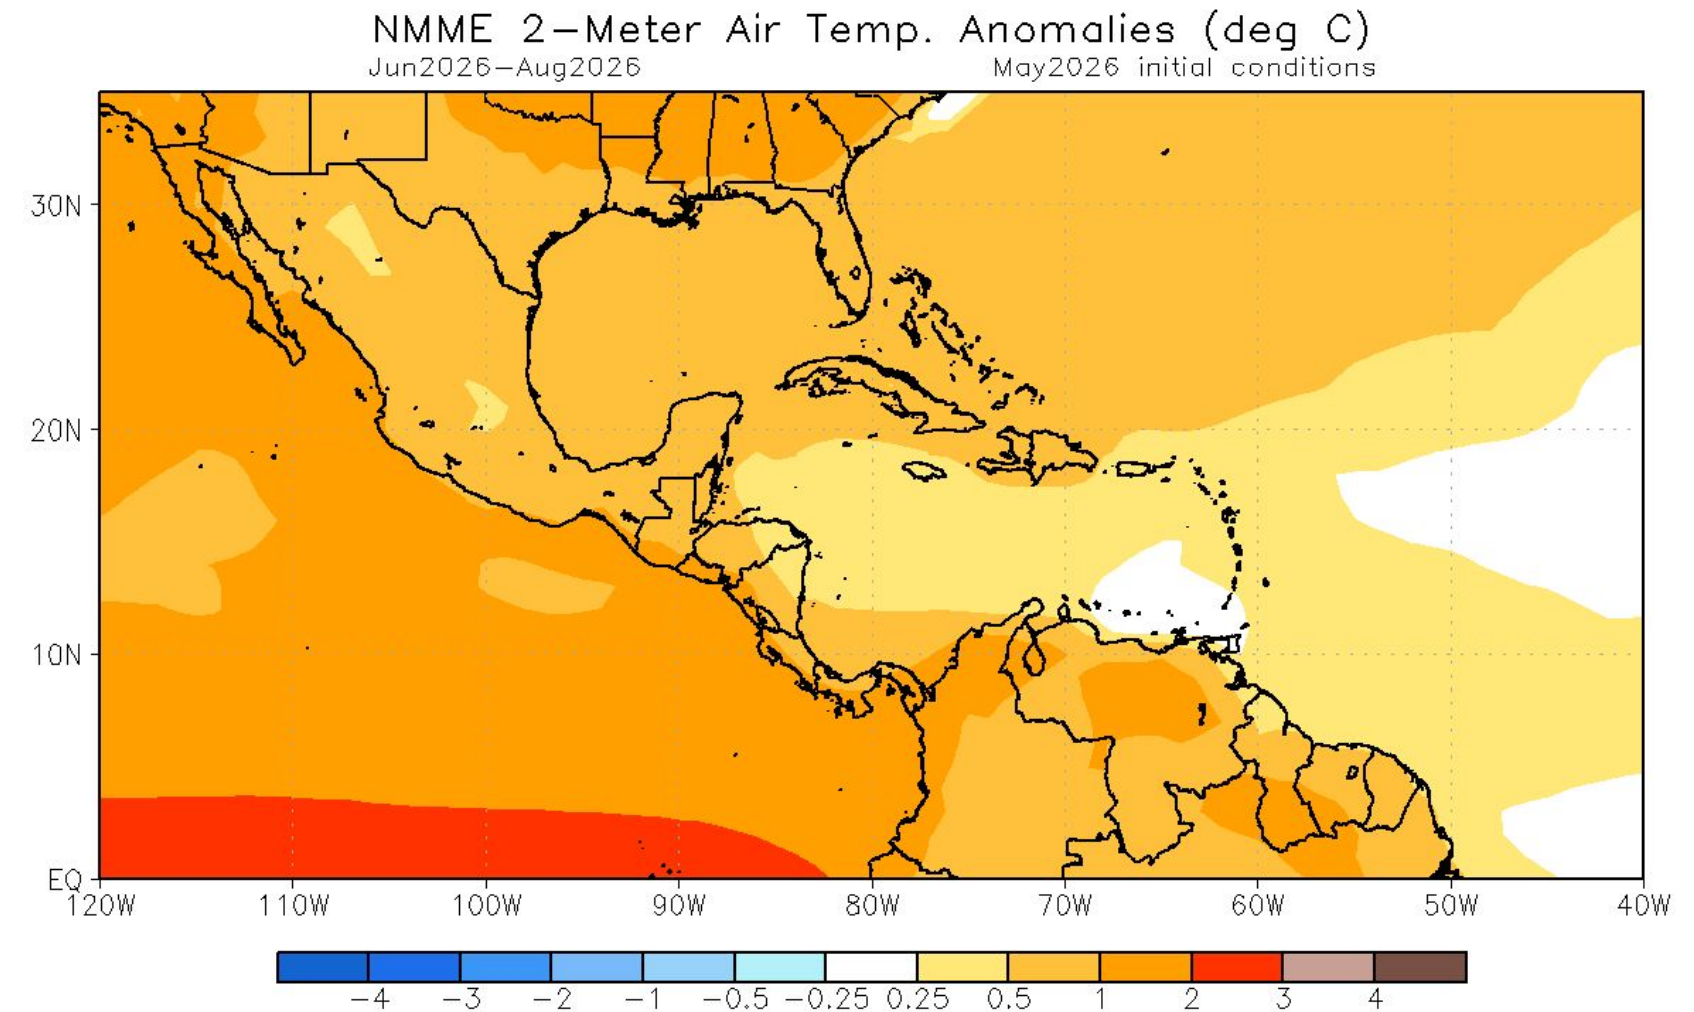 NMME 2-Meter Air Temp. Anomalies (deg C)
Jun2026-Aug2026 May2026 initial conditions
30N
20N
10N
EQ
120W 110W 100W 90W 80W 70W 60W 50W 40W
-4 -3 -2 -1 -0.5 -0.25 0.25 0.5 1 2 3 4